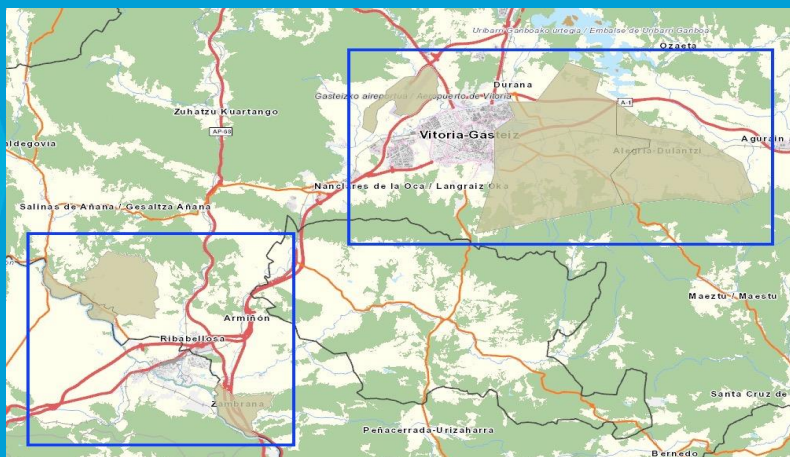 Uribarri Ganboako urtegia / Embalse de Uribarri Ganboa
Ozaeta
Durana
Gasteizko aireportua / Aeropuerto de Vitoria
A-1
Zuhatzu Kuartango
AP-68
Vitoria-Gasteiz
Agurain
aldegovia
Alegría-Dulantzi
Nanclares de la Oca / Langraiz Oka
Salinas de Añana / Gesaltza Añana
Maeztu / Maestu
Armiñón
Ribabellosa
Zambrana
Santa Cruz de
Peñacerrada-Urizaharra
Bernedo